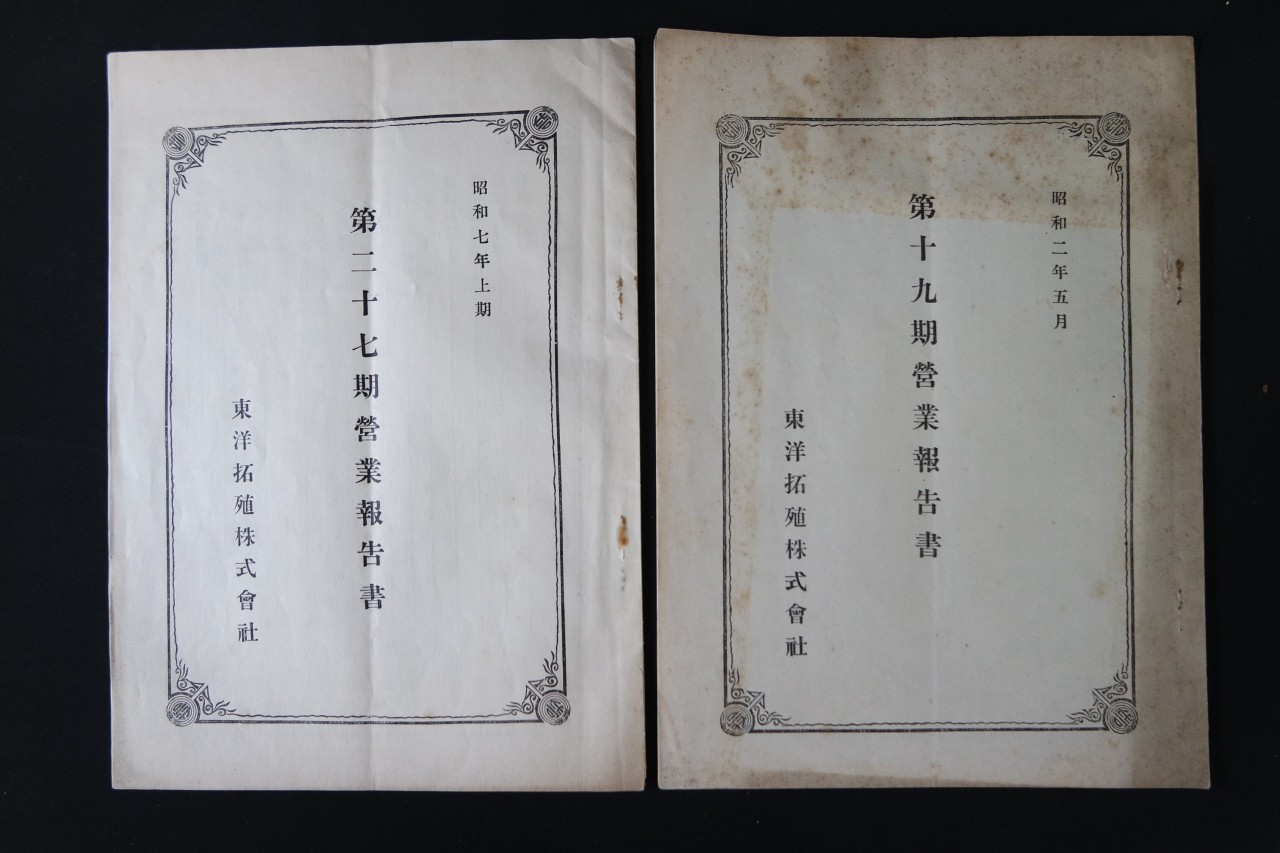 昭和二年五月
第十九期營業報告書
東洋拓殖株式會社
昭和七年上期
第二十七期營業報告書
東洋拓殖株式會社